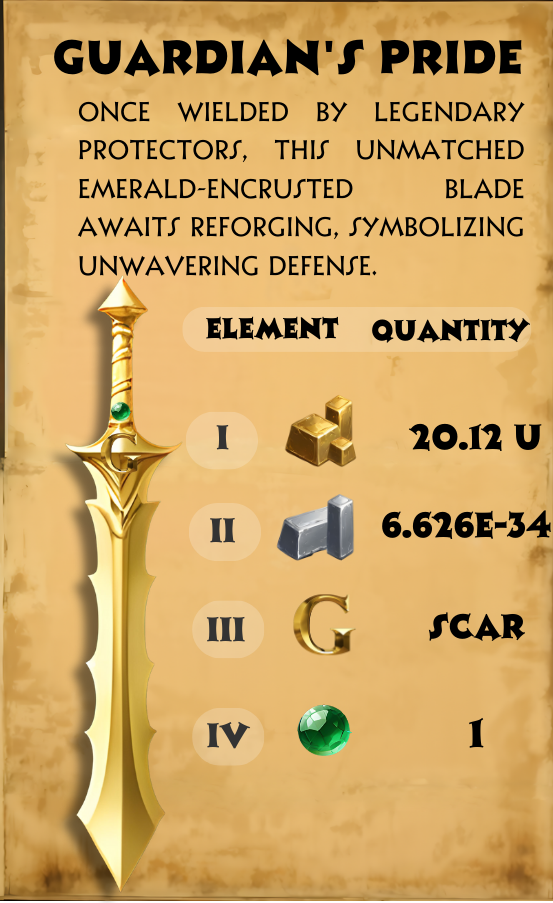 GUARDIAN'S PRIDE
ONCE WIELDED BY LEGENDARY
PROTECTORS, THIS UNMATCHED
EMERALD-ENCRUSTED BLADE
AWAITS REFORGING, SYMBOLIZING
UNWAVERING DEFENSE.
ELEMENT QUANTITY
G
I 20.12 U
II 6.626E-34
III G SCAR
IV 1